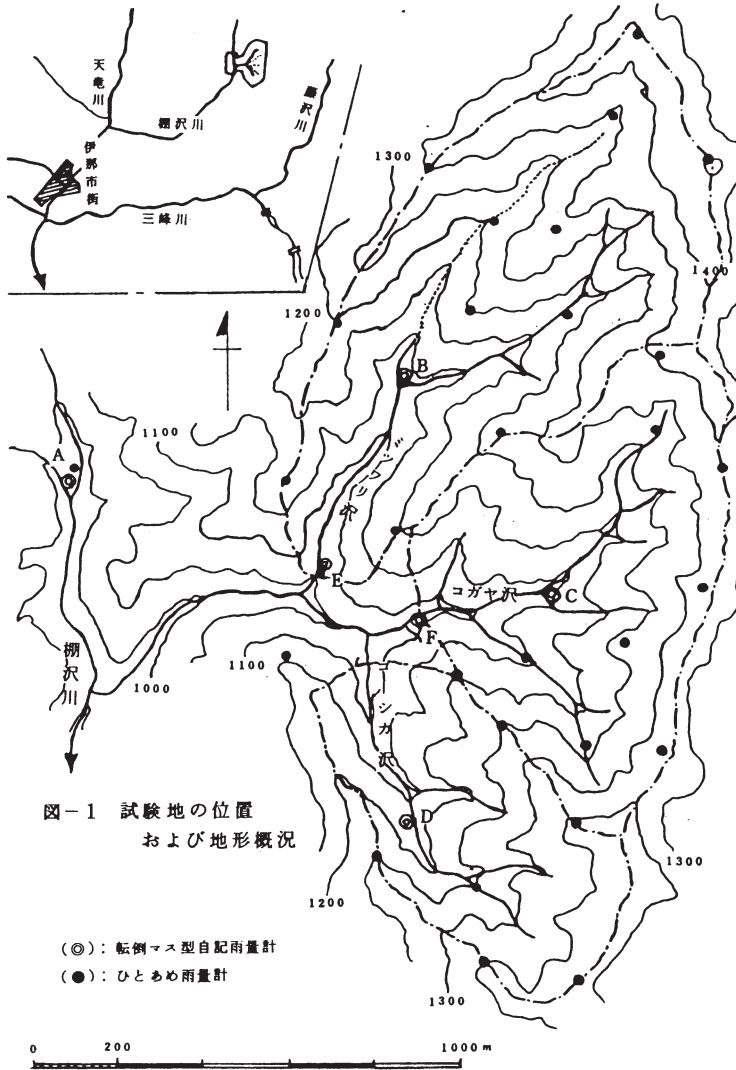 天竜川
棚沢川
藤沢川
伊那市街
三峰川
1300
1400
1200
B
1100
A
ジツリ沢
E
コガヤ沢
C
F
棚沢川
1100
1000
コーシカ沢
図-1 試験地の位置
および地形概況
D
1300
1200
(◎): 転倒マス型自記雨量計
(●): ひとあめ雨量計
1300
0 200 1000m